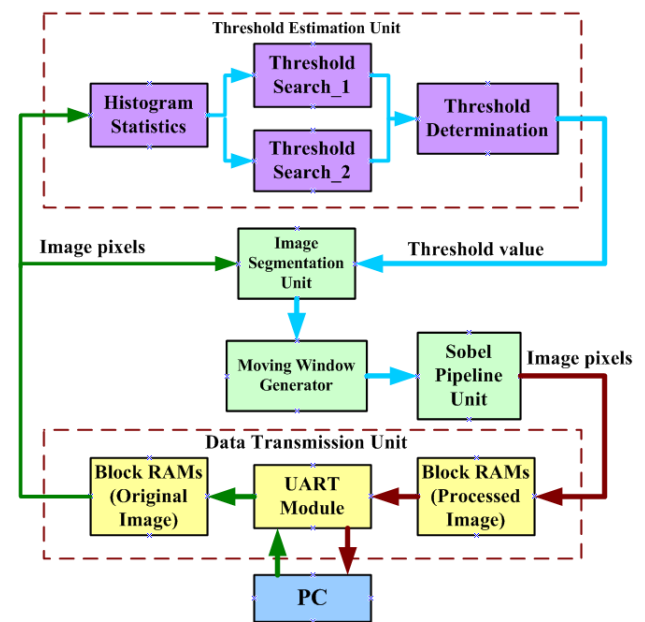 Threshold Estimation Unit
Histogram
Statistics
Threshold
Search_1
Threshold
Search_2
Threshold
Determination
Image pixels
Image
Segmentation
Unit
Threshold value
Moving Window
Generator
Sobel
Pipeline
Unit
Image pixels
Data Transmission Unit
Block RAMs
(Original
Image)
UART
Module
Block RAMs
(Processed
Image)
PC